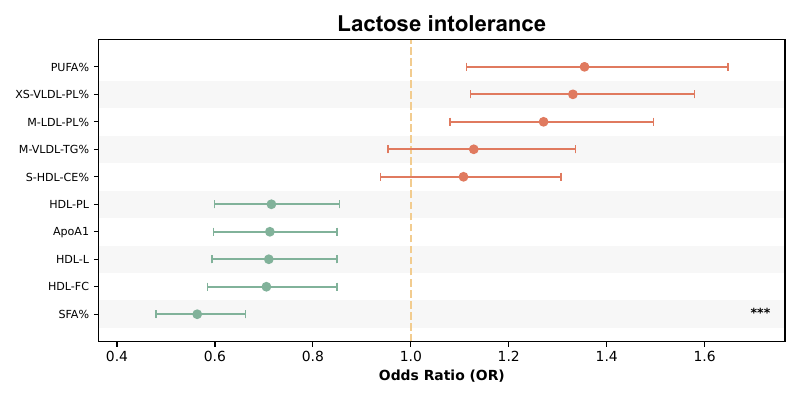 Lactose intolerance
PUFA%
XS-VLDL-PL%
M-LDL-PL%
M-VLDL-TG%
S-HDL-CE%
HDL-PL
ApoA1
HDL-L
HDL-FC
SFA% ***
0.4 0.6 0.8 1.0 1.2 1.4 1.6
Odds Ratio (OR)